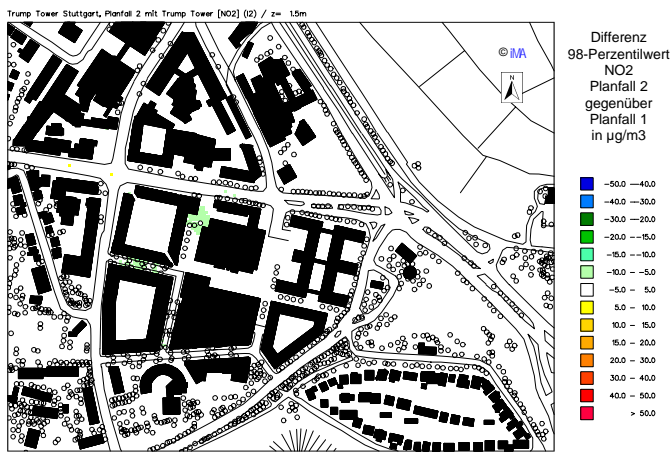 Trump Tower Stuttgart, Planfall 2 mit Trump Tower [NO2] (I2) / z= 1.5m
© iMA
N
Differenz
98-Perzentilwert
NO2
Planfall 2
gegenüber
Planfall 1
in µg/m3
-50.0 --40.0
-40.0 --30.0
-30.0 --20.0
-20.0 --15.0
-15.0 --10.0
-10.0 --5.0
-5.0 - 5.0
5.0 - 10.0
10.0 - 15.0
15.0 - 20.0
20.0 - 30.0
30.0 - 40.0
40.0 - 50.0
> 50.0